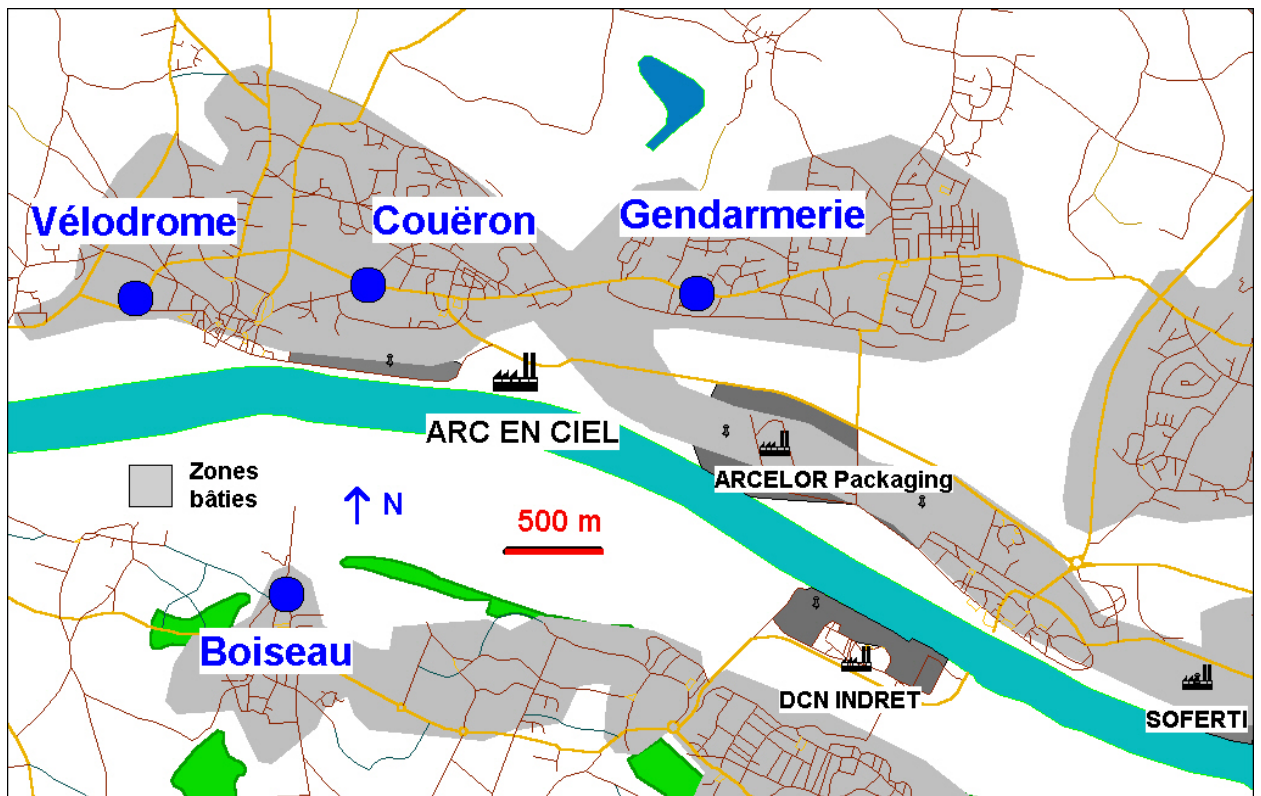 Vélodrome
Couëron
Gendarmerie
ARC EN CIEL
Zones
bâties
N
500 m
ARCELOR Packaging
Boiseau
DCN INDRET
SOFERTI